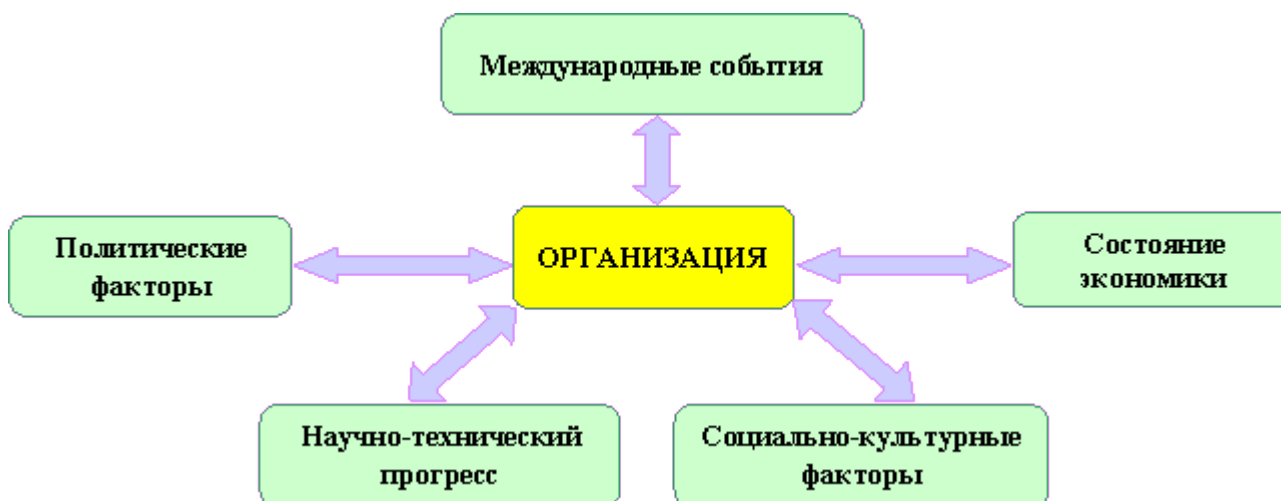 Международные события
Политические
факторы
ОРГАНИЗАЦИЯ
Состояние
экономики
Научно-технический
прогресс
Социально-культурные
факторы